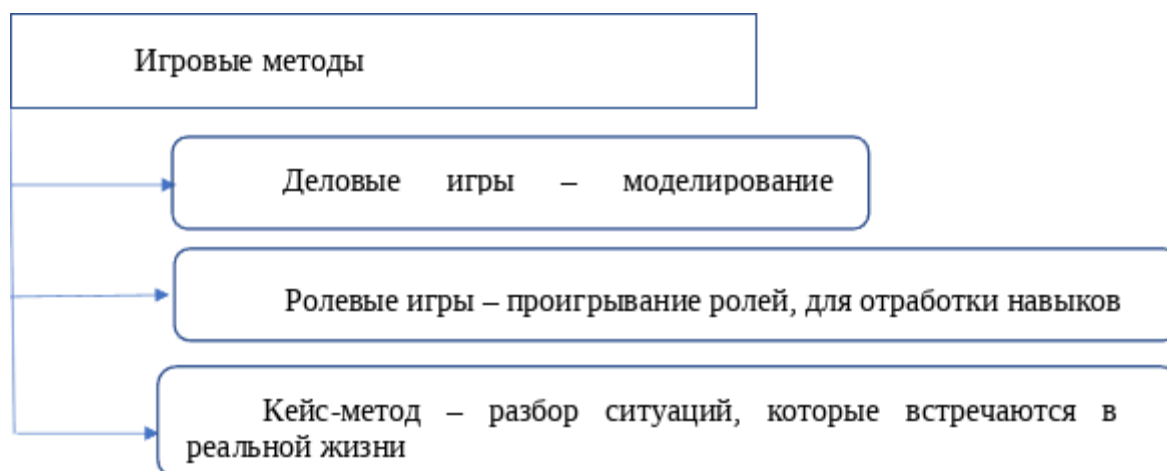 Игровые методы
Деловые игры – моделирование
Ролевые игры – проигрывание ролей, для отработки навыков
Кейс-метод – разбор ситуаций, которые встречаются в
реальной жизни